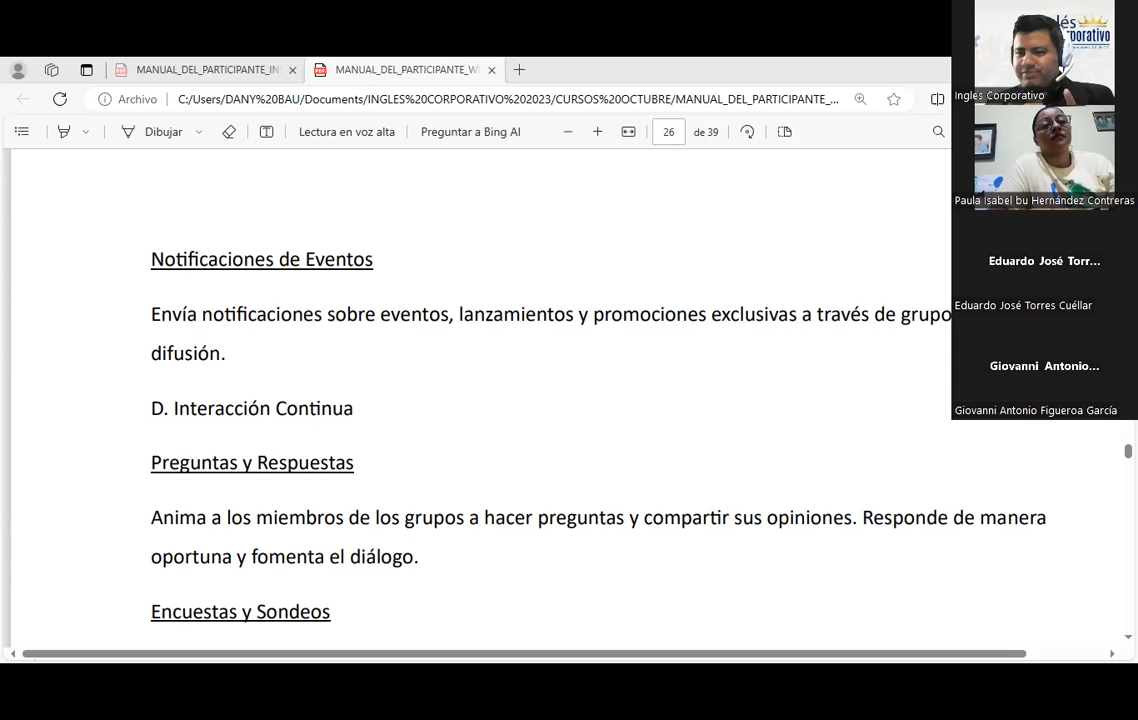 MANUAL_DEL_PARTICIPANTE_IN
MANUAL_DEL_PARTICIPANTE_W
Archivo
C:/Users/DANY%20BAU/Documents/INGLES%20CORPORATIVO%202023/CURSOS%20OCTUBRE/MANUAL_DEL_PARTICIPANTE_...
Dibujar
Lectura en voz alta
Preguntar a Bing AI
26 de 39
Notificaciones de Eventos
Envía notificaciones sobre eventos, lanzamientos y promociones exclusivas a través de grupo
difusión.
D. Interacción Continua
Preguntas y Respuestas
Anima a los miembros de los grupos a hacer preguntas y compartir sus opiniones. Responde de manera
oportuna y fomenta el diálogo.
Encuestas y Sondeos
Ingles Corporativo
Paula Isabel bu Hernández Contreras
Eduardo José Torr...
Eduardo José Torres Cuéllar
Giovanni Antonio...
Giovanni Antonio Figueroa García